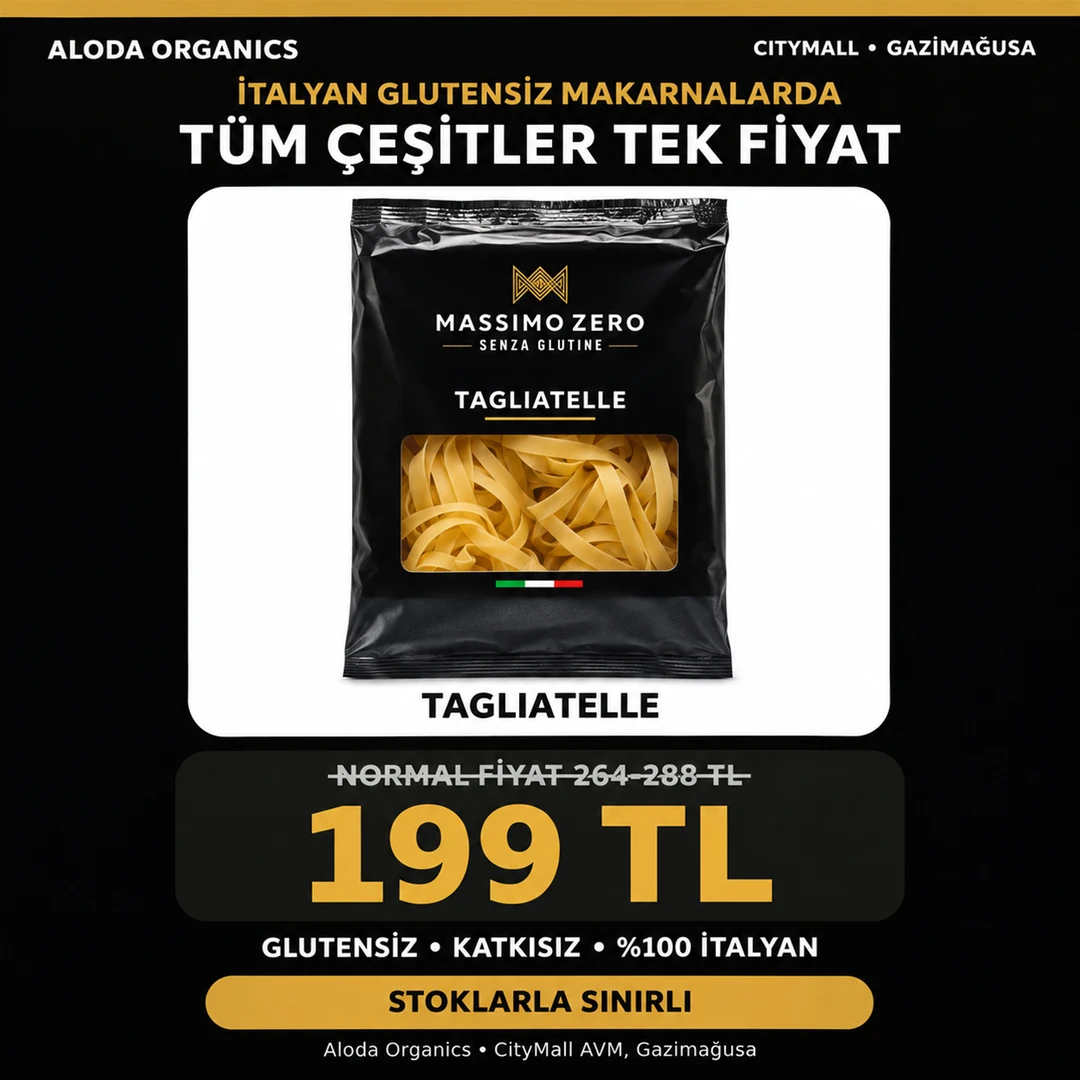 ALODA ORGANICS
CITYMALL • GAZİMAĞUSA
İTALYAN GLUTENSİZ MAKARNALARDA
TÜM ÇEŞİTLER TEK FİYAT
MASSIMO ZERO
SENZA GLUTINE
TAGLIATELLE
TAGLIATELLE
NORMAL FİYAT 264-288 TL
199 TL
GLUTENSİZ • KATKISIZ • %100 İTALYAN
STOKLARLA SINIRLI
Aloda Organics • CityMall AVM, Gazimağusa